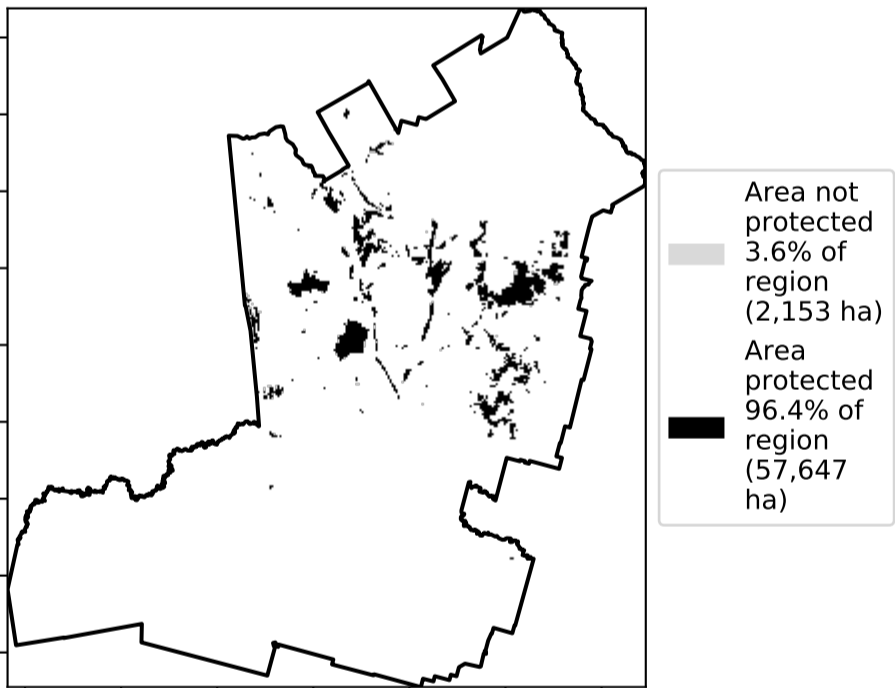 Area not
protected
3.6% of
region
(2,153 ha)
Area
protected
96.4% of
region
(57,647
ha)